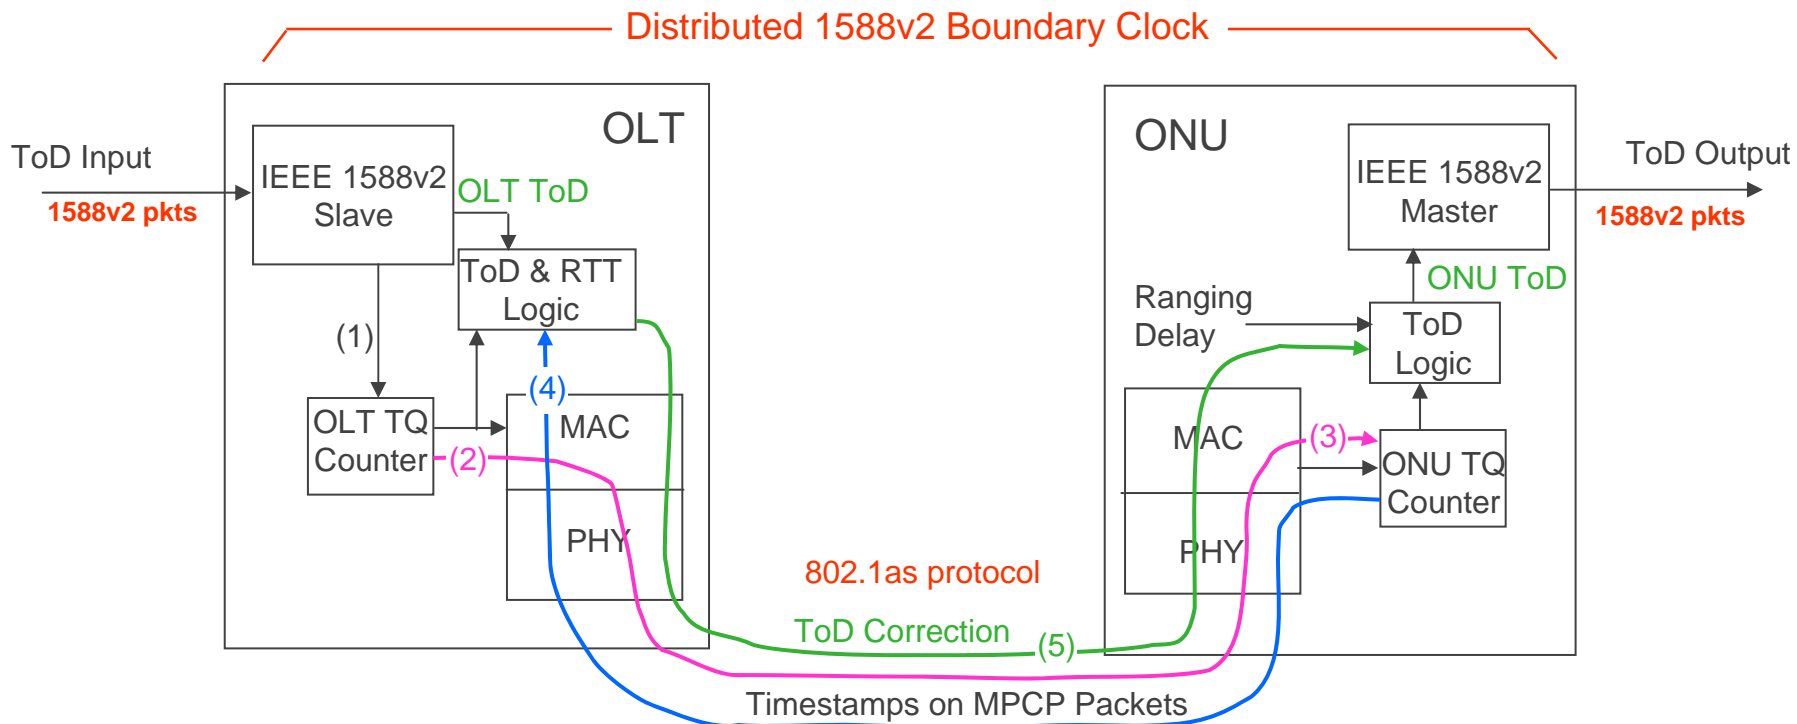 Distributed 1588v2 Boundary Clock
OLT
ONU
ToD Input
1588v2 pkts
IEEE 1588v2
Slave
OLT ToD
ToD & RTT
Logic
(1)
(4)
OLT TQ
Counter
(2)
MAC
PHY
IEEE 1588v2
Master
ToD Output
1588v2 pkts
ONU ToD
Ranging
Delay
ToD
Logic
MAC
(3)
ONU TQ
Counter
PHY
802.1as protocol
ToD Correction
(5)
Timestamps on MPCP Packets